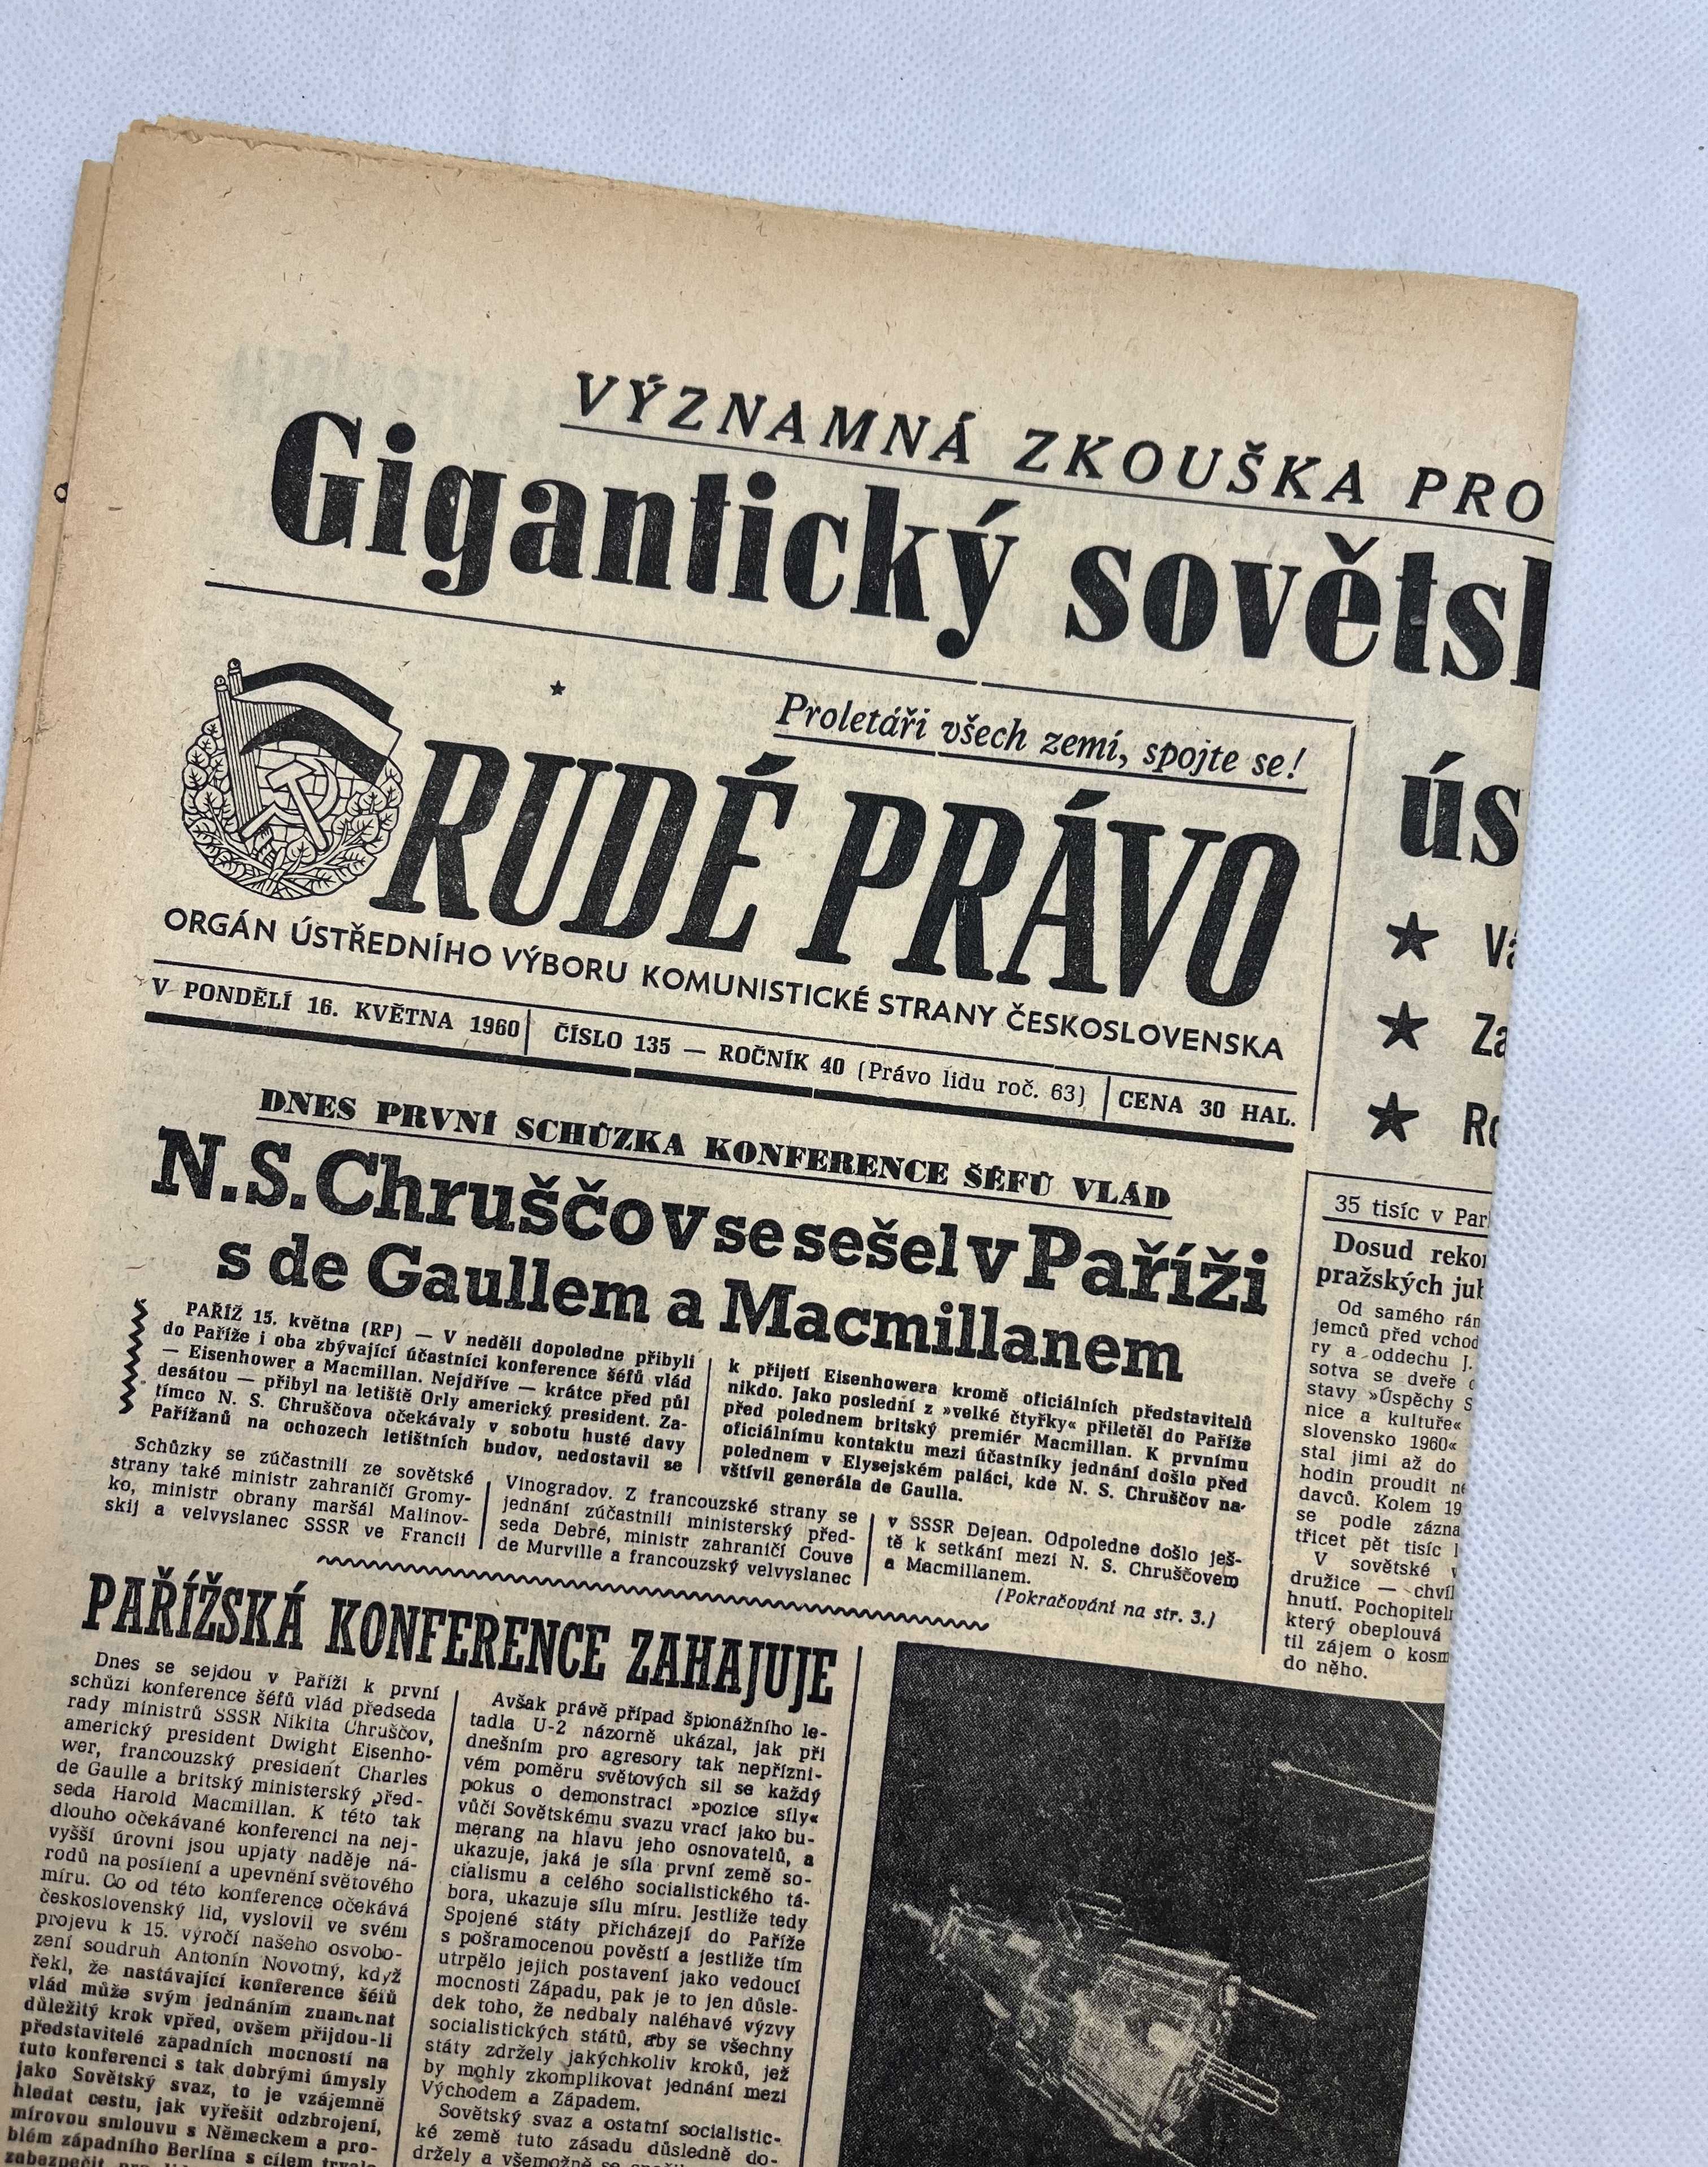 VÝZNAMNÁ ZKOUŠKA PRO
Gigantický sovětsk
Proletáři všech zemí, spojte se!
RUDÉ PRÁVO
ORGÁN ÚSTŘEDNÍHO VÝBORU KOMUNISTICKÉ STRANY ČESKOSLOVENSKA
V PONDĚLÍ 16. KVĚTNA 1960
ČÍSLO 135 — ROČNÍK 40 (Právo lidu roč. 63)
CENA 30 HAL.
DNES PRVNÍ SCHŮZKA KONFERENCE ŠÉFŮ VLÁD
N. S. Chruščov se sešel v Paříži
s de Gaullem a Macmillanem
PAŘÍŽ 15. května (RP) — V neděli dopoledne přibyli
do Paříže i oba zbývající účastníci konference šéfů vlád
— Eisenhower a Macmillan. Nejdříve — krátce před půl
desátou — přibyl na letiště Orly americký president. Za-
tímco N. S. Chruščova očekávaly v sobotu husté davy
Pařížanů na ochozech letištních budov, nedostavil se
k přijetí Eisenhowera kromě oficiálních představitelů
nikdo. Jako poslední z »velké čtyřky« přiletěl do Paříže
před polednem britský premiér Macmillan. K prvnímu
oficiálnímu kontaktu mezi účastníky jednání došlo před
polednem v Elysejském paláci, kde N. S. Chruščov na-
vštívil generála de Gaulla.
Schůzky se zúčastnili ze sovětské
strany také ministr zahraničí Gromy-
ko, ministr obrany maršál Malinov-
skij a velvyslanec SSSR ve Francii
Vinogradov. Z francouzské strany se
jednání zúčastnili ministerský před-
seda Debré, ministr zahraničí Couve
de Murville a francouzský velvyslanec
v SSSR Dejean. Odpoledne došlo ješ-
tě k setkání mezi N. S. Chruščovem
a Macmillanem.
(Pokračování na str. 3.)
PAŘÍŽSKÁ KONFERENCE ZAHAJUJE
Dnes se sejdou v Paříži k první
schůzi konference šéfů vlád předseda
rady ministrů SSSR Nikita Chruščov,
americký president Dwight Eisenho-
wer, francouzský president Charles
de Gaulle a britský ministerský před-
seda Harold Macmillan. K této tak
dlouho očekávané konferenci na nej-
vyšší úrovni jsou upjaty naděje ná-
rodů na posílení a upevnění světového
míru. Co od této konference očekává
československý lid, vyslovil ve svém
projevu k 15. výročí našeho osvobo-
zení soudruh Antonín Novotný, když
řekl, že nastávající konference šéfů
vlád může svým jednáním znamenat
důležitý krok vpřed, ovšem přijdou-li
představitelé západních mocností na
tuto konferenci s tak dobrými úmysly
jako Sovětský svaz, to je vzájemně
hledat cestu, jak vyřešit odzbrojení,
mírovou smlouvu s Německem a pro-
blém západního Berlína s cílem trvale
zabezpečit
Avšak právě případ špionážního le-
tadla U-2 názorně ukázal, jak při
dnešním pro agresory tak nepřízni-
vém poměru světových sil se každý
pokus o demonstraci »pozice síly«
vůči Sovětskému svazu vrací jako bu-
merang na hlavu jeho osnovatelů, a
ukazuje, jaká je síla první země so-
cialismu a celého socialistického tá-
bora, ukazuje sílu míru. Jestliže tedy
Spojené státy přicházejí do Paříže
s pošramocenou pověstí a jestliže tím
utrpělo jejich postavení jako vedoucí
mocnosti Západu, pak je to jen důsle-
dek toho, že nedbaly naléhavé výzvy
socialistických států, aby se všechny
státy zdržely jakýchkoliv kroků, jež
by mohly zkomplikovat jednání mezi
Východem a Západem.
Sovětský svaz a ostatní socialistic-
ké země tuto zásadu důsledně do-
držely a všemožně se
ús
★ Vá
★ Za
★ Ro
35 tisíc v Par
Dosud rekor
pražských jub
Od samého rán
jemců před vchod
ry a oddechu J.
sotva se dveře
stavy »Úspěchy S
nice a kultuře«
slovensko 1960«
stal jimi až do
hodin proudit
davců. Kolem 19
se podle zázna
třicet pět tisíc
V sovětské
družice — chvíl
hnutí. Pochopiteln
který obeplouvá
til zájem o kosm
do něho.